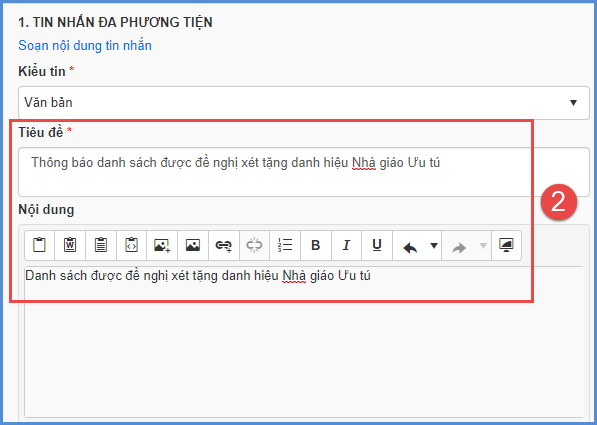 1. TIN NHẮN ĐA PHƯƠNG TIỆN
Soạn nội dung tin nhắn
Kiểu tin *
Văn bản
Tiêu đề *
Thông báo danh sách được đề nghị xét tặng danh hiệu Nhà giáo Ưu tú
2
Nội dung
B I U
Danh sách được đề nghị xét tặng danh hiệu Nhà giáo Ưu tú